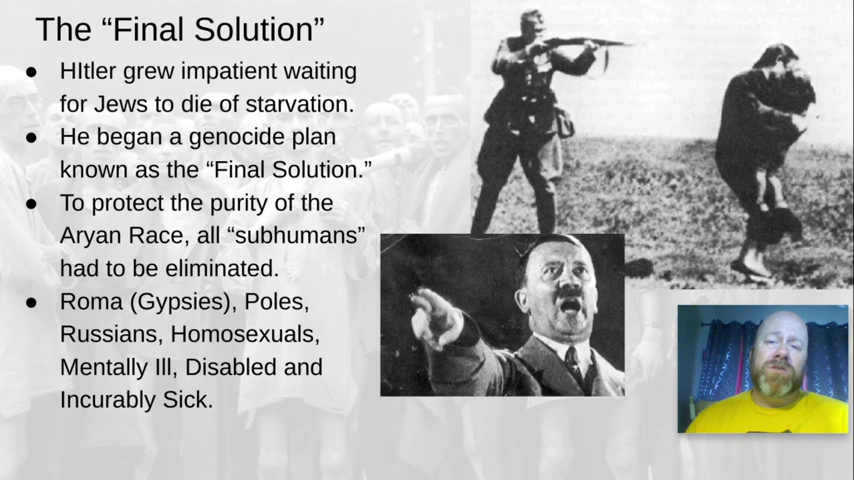 The “Final Solution”
● HItler grew impatient waiting
for Jews to die of starvation.
● He began a genocide plan
known as the “Final Solution.”
● To protect the purity of the
Aryan Race, all “subhumans”
had to be eliminated.
● Roma (Gypsies), Poles,
Russians, Homosexuals,
Mentally Ill, Disabled and
Incurably Sick.